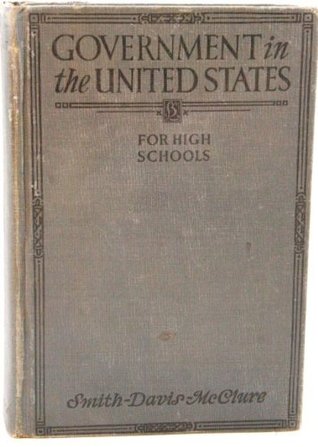 GOVERNMENT in
the UNITED STATES
FOR HIGH
SCHOOLS
Smith-Davis-McClure